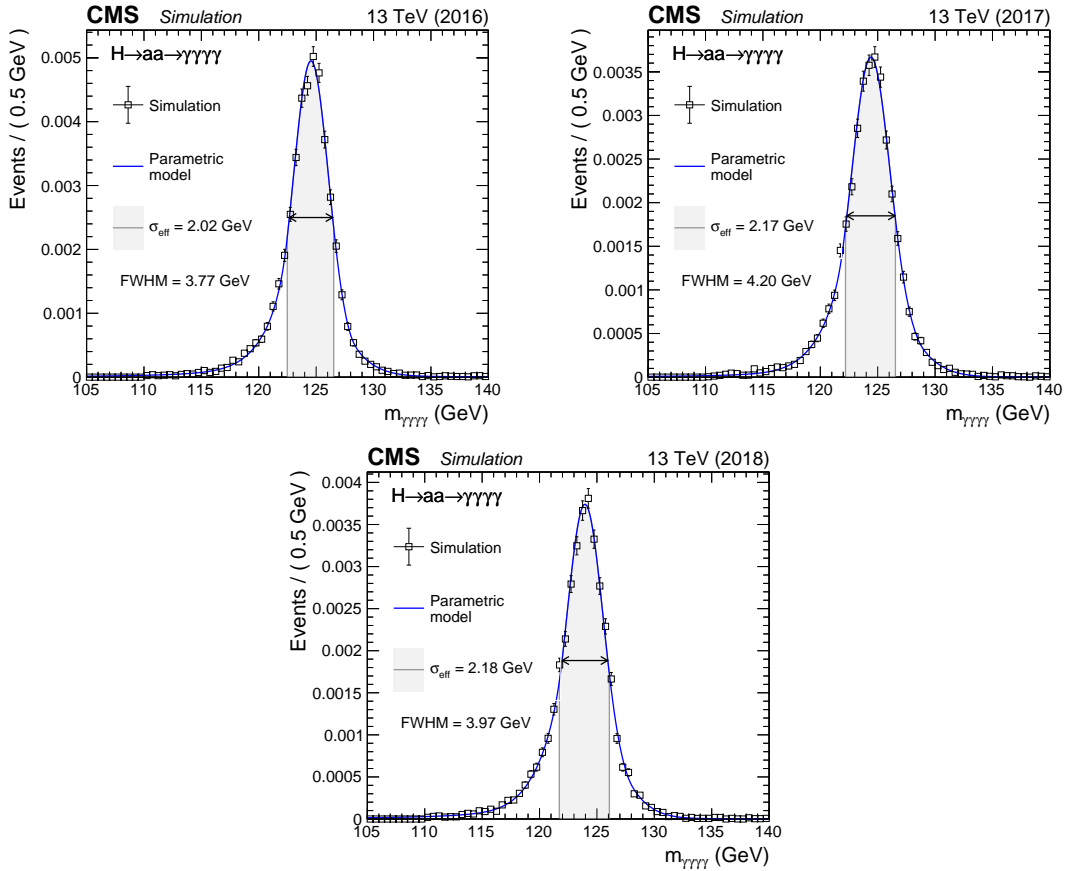 CMS Simulation 13 TeV (2016)
H→aa→γγγγ
Simulation
Parametric
model
σeff = 2.02 GeV
FWHM = 3.77 GeV
Events / ( 0.5 GeV )
0.005
0.004
0.003
0.002
0.001
0
105 110 115 120 125 130 135 140
mγγγγ (GeV)
CMS Simulation 13 TeV (2017)
H→aa→γγγγ
Simulation
Parametric
model
σeff = 2.17 GeV
FWHM = 4.20 GeV
Events / ( 0.5 GeV )
0.0035
0.003
0.0025
0.002
0.0015
0.001
0.0005
0
105 110 115 120 125 130 135 140
mγγγγ (GeV)
CMS Simulation 13 TeV (2018)
H→aa→γγγγ
Simulation
Parametric
model
σeff = 2.18 GeV
FWHM = 3.97 GeV
Events / ( 0.5 GeV )
0.004
0.0035
0.003
0.0025
0.002
0.0015
0.001
0.0005
0
105 110 115 120 125 130 135 140
mγγγγ (GeV)